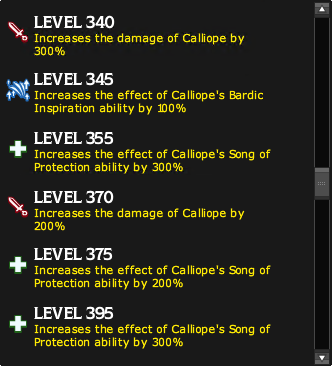 LEVEL 340
Increases the damage of Calliope by
300%
LEVEL 345
Increases the effect of Calliope's Bardic
Inspiration ability by 100%
LEVEL 355
Increases the effect of Calliope's Song of
Protection ability by 300%
LEVEL 370
Increases the damage of Calliope by
200%
LEVEL 375
Increases the effect of Calliope's Song of
Protection ability by 200%
LEVEL 395
Increases the effect of Calliope's Song of
Protection ability by 300%